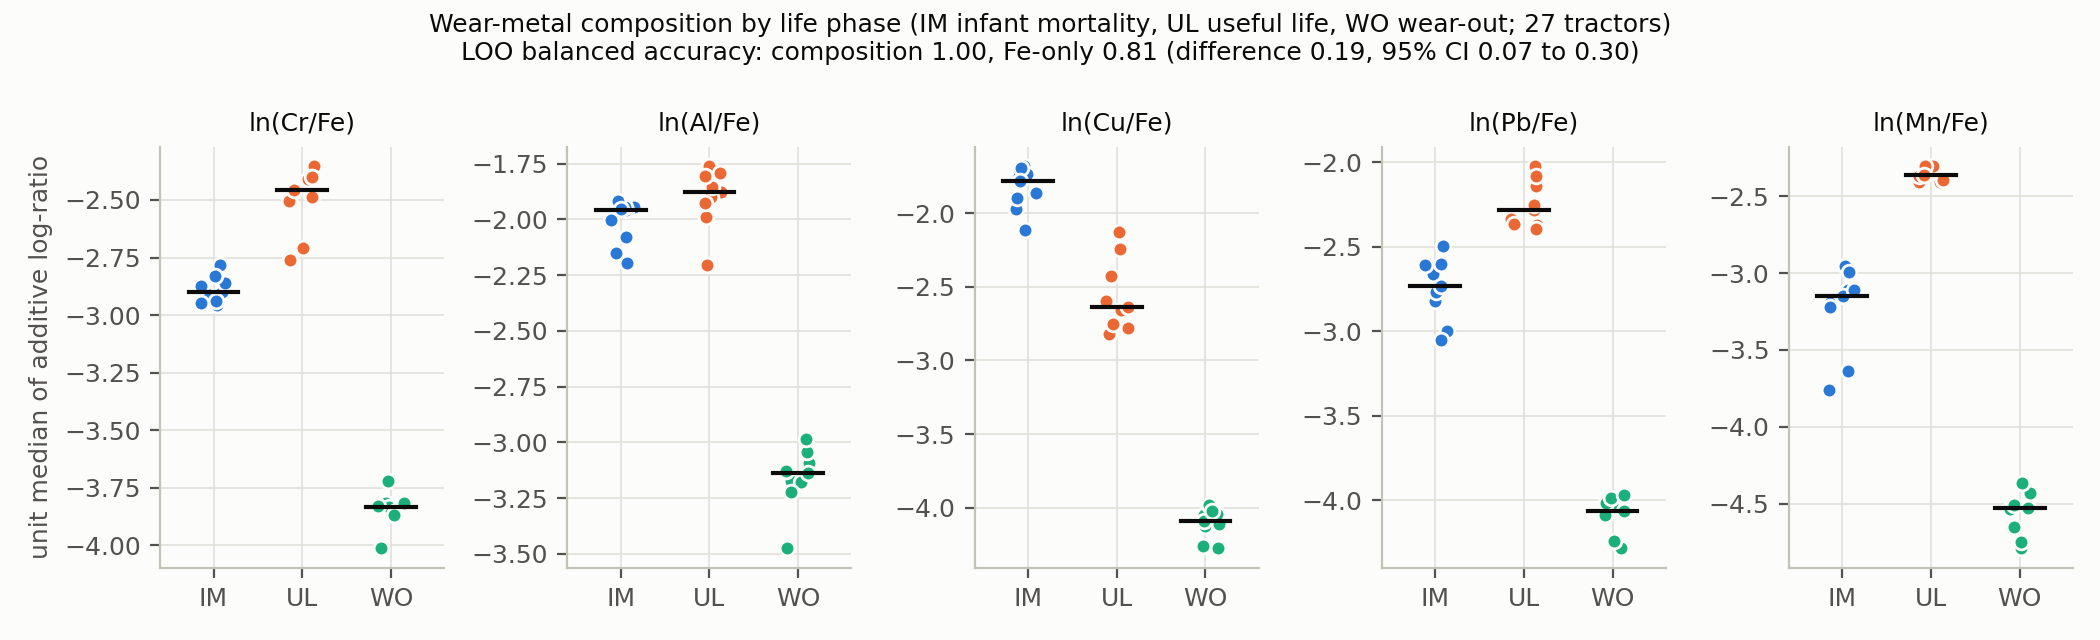 Wear-metal composition by life phase (IM infant mortality, UL useful life, WO wear-out; 27 tractors)
LOO balanced accuracy: composition 1.00, Fe-only 0.81 (difference 0.19, 95% CI 0.07 to 0.30)
unit median of additive log-ratio
ln(Cr/Fe)
−2.50
−2.75
−3.00
−3.25
−3.50
−3.75
−4.00
IM UL WO
ln(Al/Fe)
−1.75
−2.00
−2.25
−2.50
−2.75
−3.00
−3.25
−3.50
IM UL WO
ln(Cu/Fe)
−2.0
−2.5
−3.0
−3.5
−4.0
IM UL WO
ln(Pb/Fe)
−2.0
−2.5
−3.0
−3.5
−4.0
IM UL WO
ln(Mn/Fe)
−2.5
−3.0
−3.5
−4.0
−4.5
IM UL WO